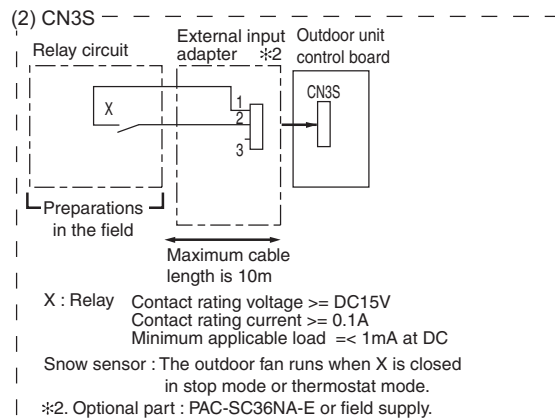 (2) CN3S
Relay circuit
External input
adapter ※2
Outdoor unit
control board
X
1
2
3
CN3S
Preparations
in the field
Maximum cable
length is 10m
X : Relay
Contact rating voltage >= DC15V
Contact rating current >= 0.1A
Minimum applicable load =< 1mA at DC
Snow sensor : The outdoor fan runs when X is closed
in stop mode or thermostat mode.
※2. Optional part : PAC-SC36NA-E or field supply.